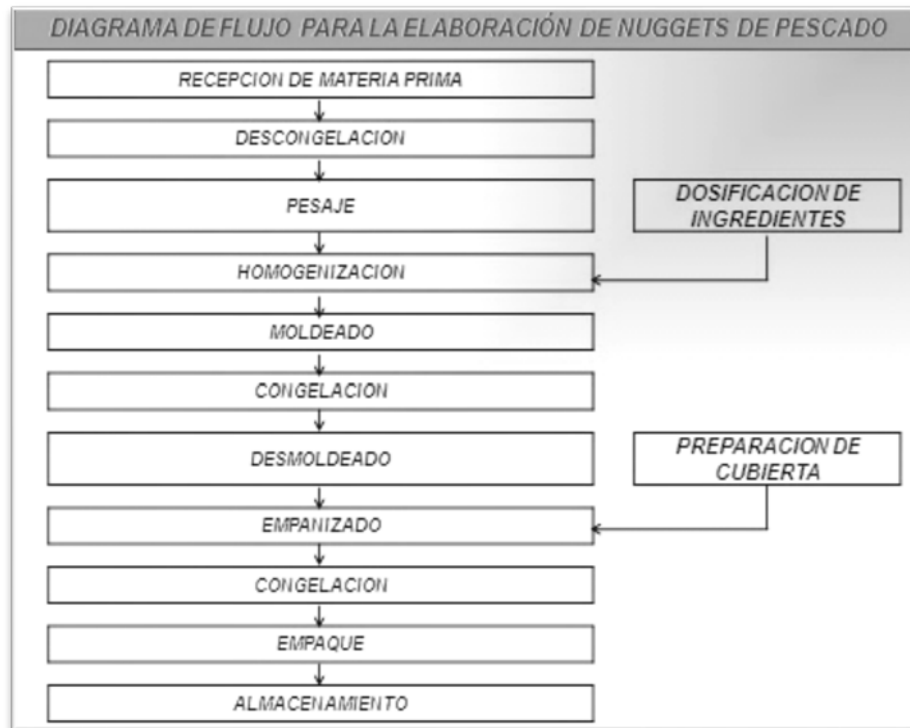 DIAGRAMA DE FLUJO PARA LA ELABORACIÓN DE NUGGETS DE PESCADO
RECEPCION DE MATERIA PRIMA
DESCONGELACION
PESAJE
DOSIFICACION DE
INGREDIENTES
HOMOGENIZACION
MOLDEADO
CONGELACION
DESMOLDEADO
PREPARACION DE
CUBIERTA
EMPANIZADO
CONGELACION
EMPAQUE
ALMACENAMIENTO